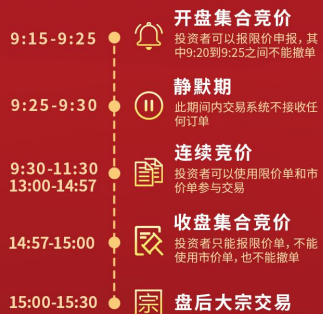 开盘集合竞价
9:15-9:25
投资者可以报限价申报，其
中9:20到9:25之间不能撤单
静默期
9:25-9:30
此期间内交易系统不接收任
何订单
连续竞价
9:30-11:30
13:00-14:57
投资者可以使用限价单和市
价单参与交易
收盘集合竞价
14:57-15:00
投资者只能报限价单，不能
使用市价单，也不能撤单
15:00-15:30
宗
盘后大宗交易